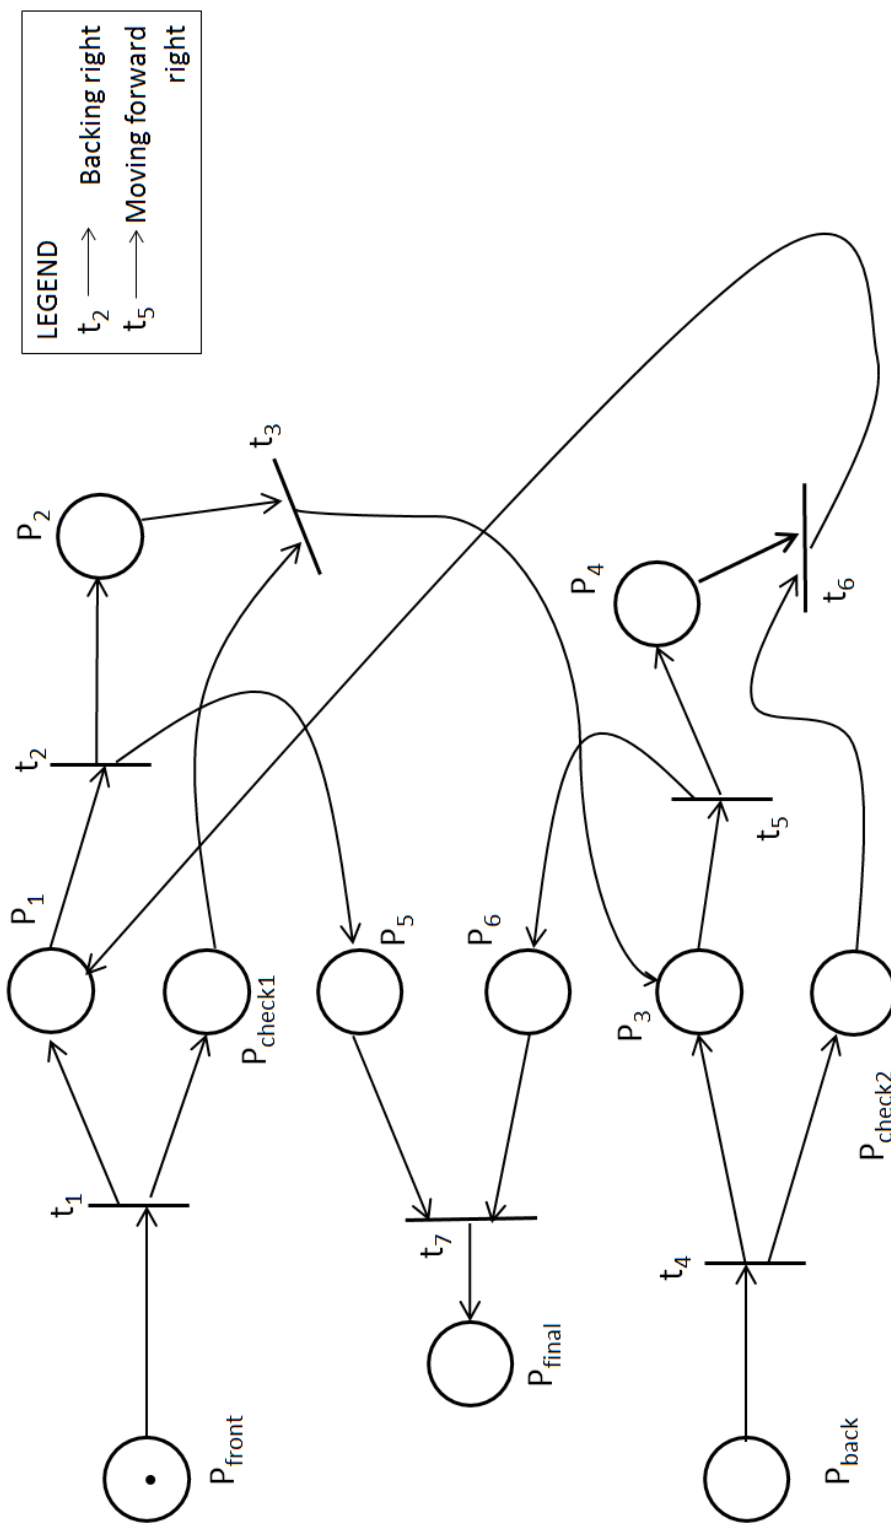 LEGEND
t2 → Backing right
t5 → Moving forward
right
P2
t3
t2
P4
t6
P1
t5
P5
P6
Pcheck1
P3
Pcheck2
t1
t7
t4
Pfinal
Pfront
Pback